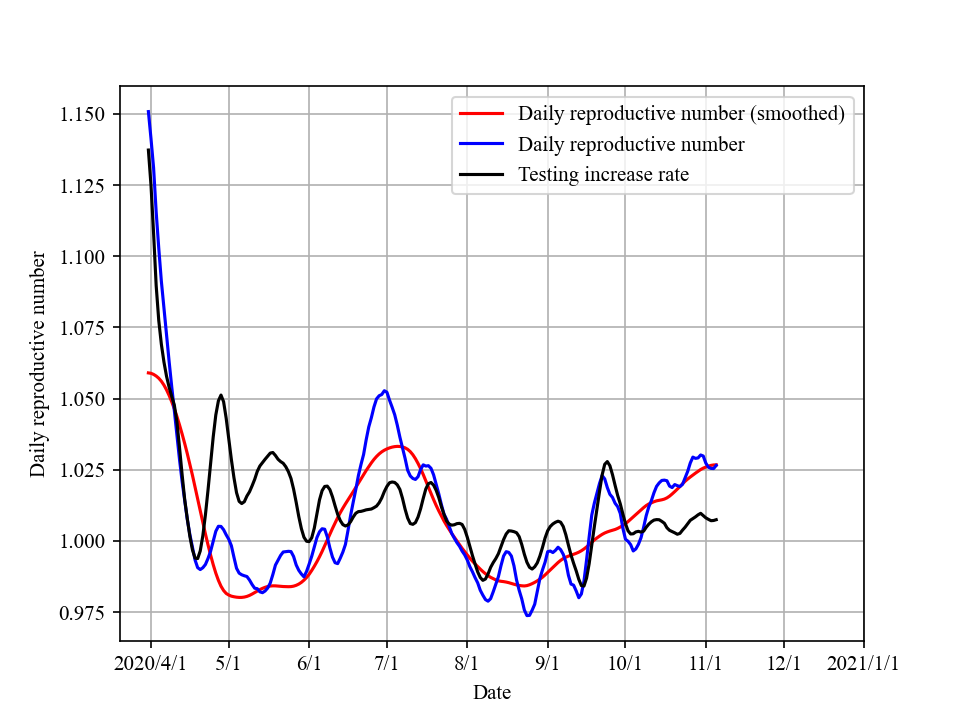 Daily reproductive number (smoothed)
Daily reproductive number
Testing increase rate
1.150
1.125
1.100
1.075
1.050
1.025
1.000
0.975
Daily reproductive number
2020/4/1 5/1 6/1 7/1 8/1 9/1 10/1 11/1 12/1 2021/1/1
Date